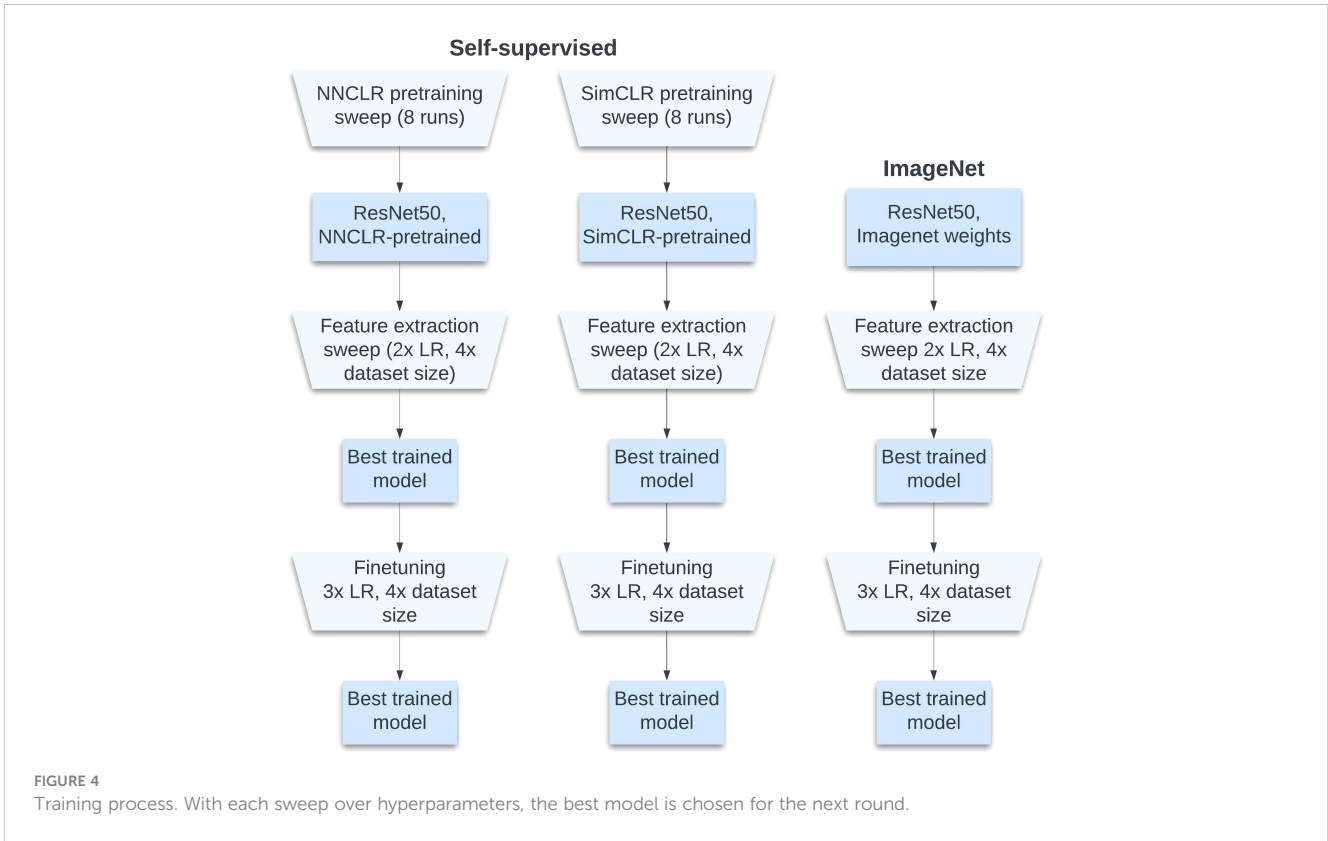 Self-supervised
NNCLR pretraining
sweep (8 runs)
SimCLR pretraining
sweep (8 runs)
ImageNet
ResNet50,
NNCLR-pretrained
ResNet50,
SimCLR-pretrained
ResNet50,
Imagenet weights
Feature extraction
sweep (2x LR, 4x
dataset size)
Feature extraction
sweep (2x LR, 4x
dataset size)
Feature extraction
sweep 2x LR, 4x
dataset size
Best trained
model
Best trained
model
Best trained
model
Finetuning
3x LR, 4x dataset
size
Finetuning
3x LR, 4x dataset
size
Finetuning
3x LR, 4x dataset
size
Best trained
model
Best trained
model
Best trained
model
FIGURE 4
Training process. With each sweep over hyperparameters, the best model is chosen for the next round.